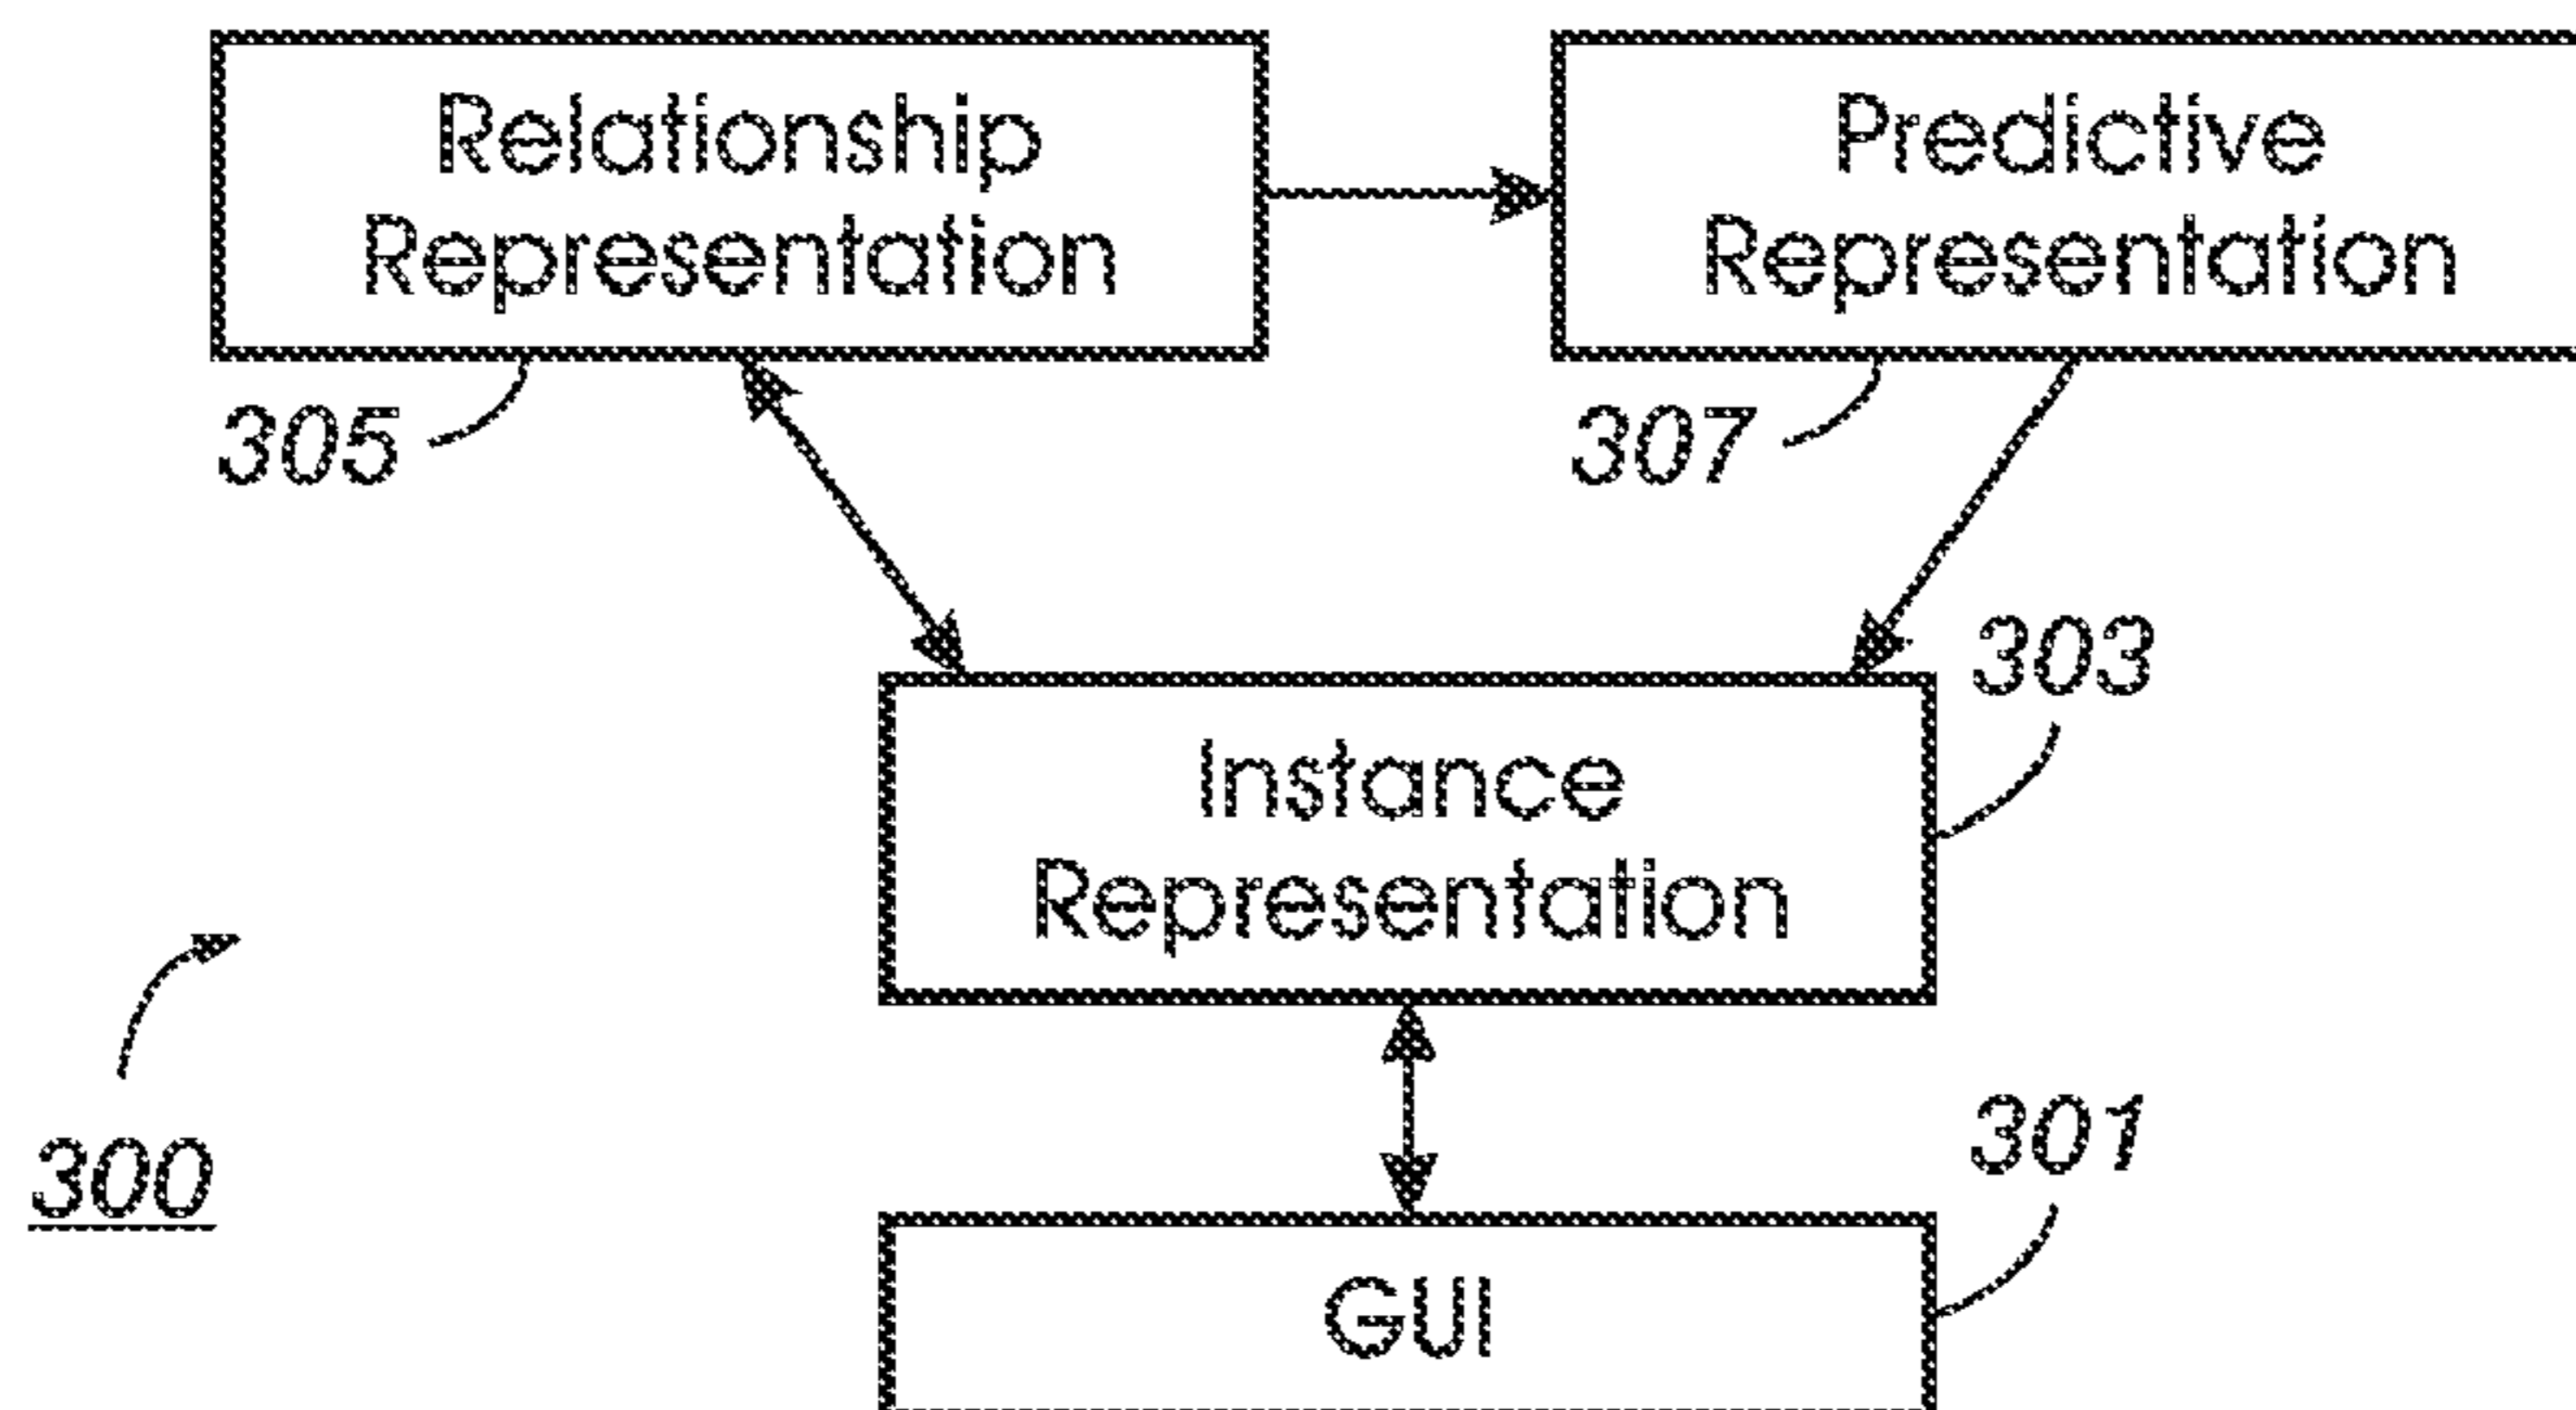 Relationship
Representation
Predictive
Representation
305
307
303
Instance
Representation
300
301
GUI